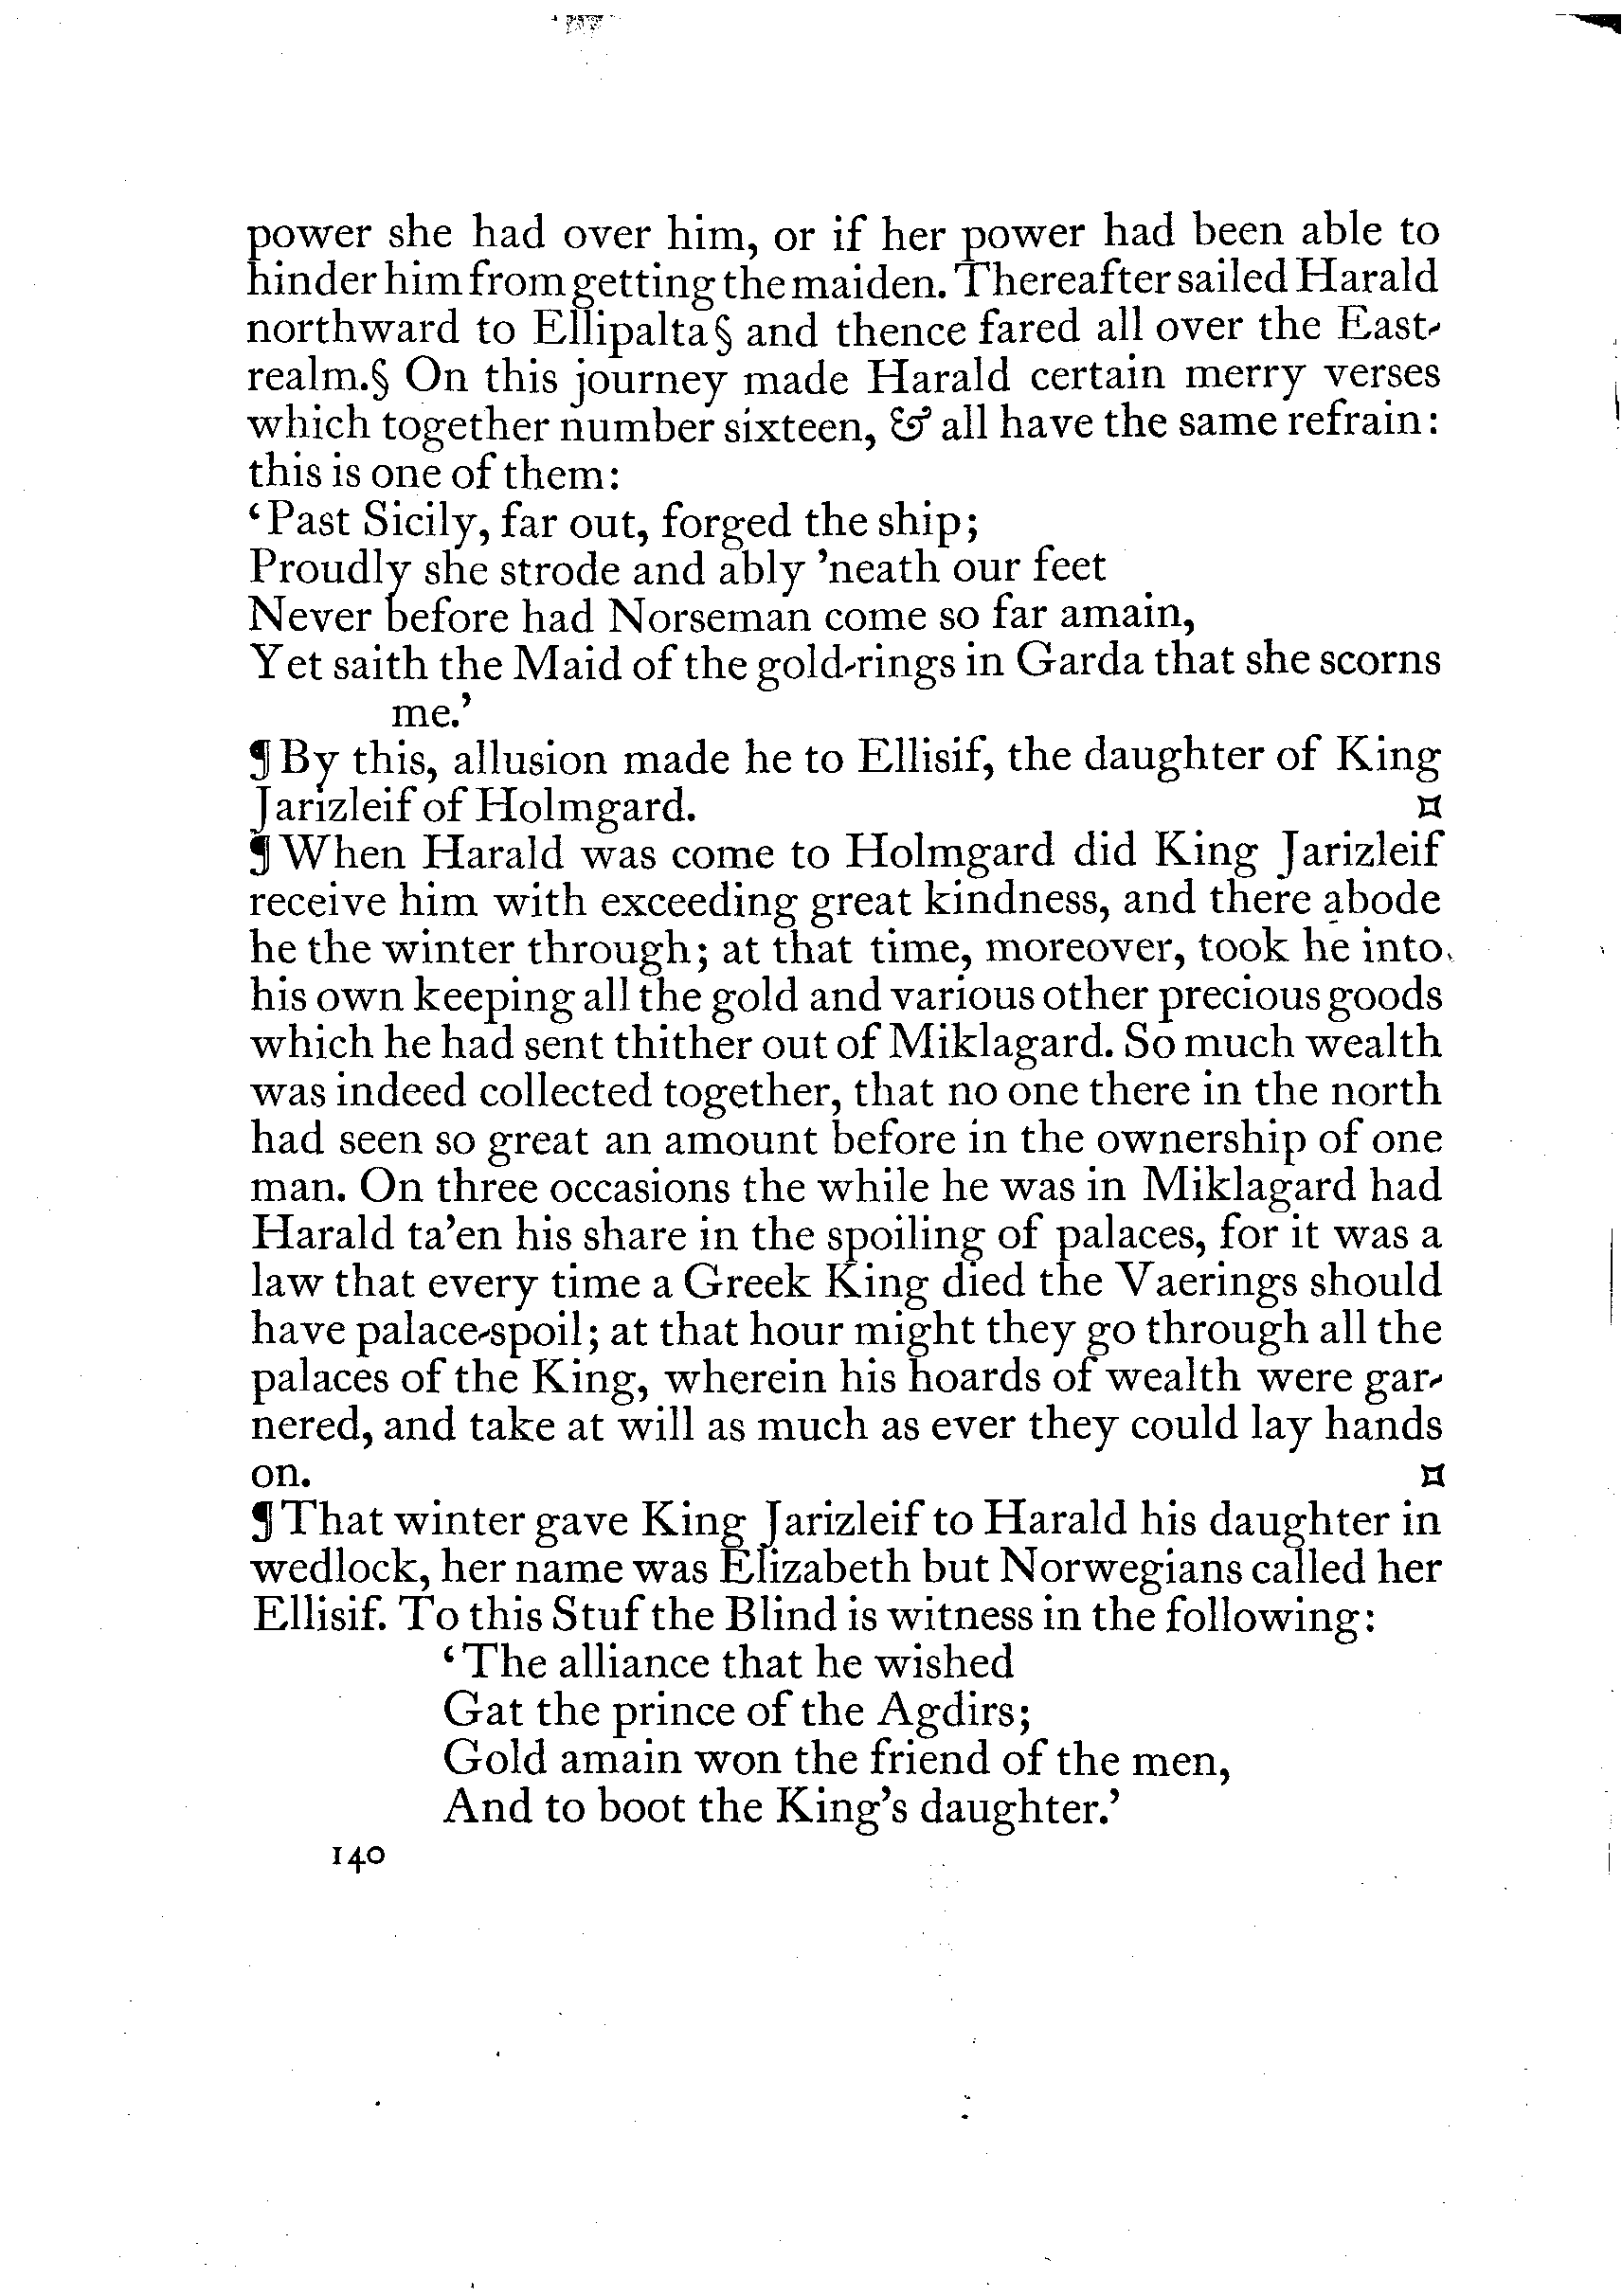 power she had over him, or if her power had been able to
hinder him from getting the maiden. Thereafter sailed Harald
northward to Ellipalta§ and thence fared all over the East-
realm.§ On this journey made Harald certain merry verses
which together number sixteen, & all have the same refrain:
this is one of them:
‘Past Sicily, far out, forged the ship;
Proudly she strode and ably ’neath our feet
Never before had Norseman come so far amain,
Yet saith the Maid of the gold-rings in Garda that she scorns
me.’
¶ By this, allusion made he to Ellisif, the daughter of King
Jarizleif of Holmgard. ¤
¶ When Harald was come to Holmgard did King Jarizleif
receive him with exceeding great kindness, and there abode
he the winter through; at that time, moreover, took he into
his own keeping all the gold and various other precious goods
which he had sent thither out of Miklagard. So much wealth
was indeed collected together, that no one there in the north
had seen so great an amount before in the ownership of one
man. On three occasions the while he was in Miklagard had
Harald ta’en his share in the spoiling of palaces, for it was a
law that every time a Greek King died the Vaerings should
have palace-spoil; at that hour might they go through all the
palaces of the King, wherein his hoards of wealth were gar-
nered, and take at will as much as ever they could lay hands
on. ¤
¶ That winter gave King Jarizleif to Harald his daughter in
wedlock, her name was Elizabeth but Norwegians called her
Ellisif. To this Stuf the Blind is witness in the following:
‘The alliance that he wished
Gat the prince of the Agdirs;
Gold amain won the friend of the men,
And to boot the King’s daughter.’
140